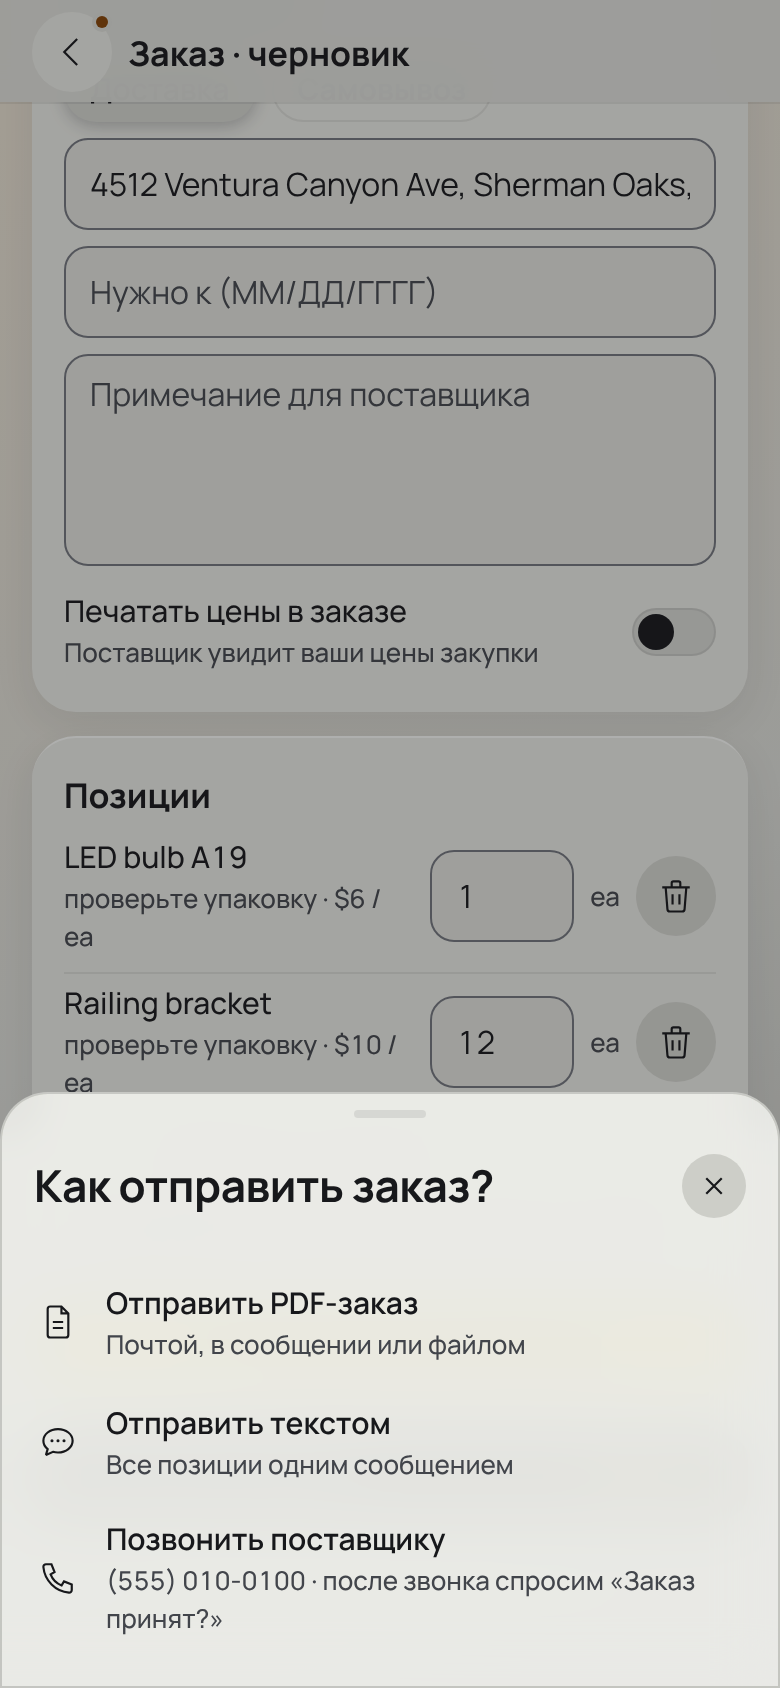 Заказ · черновик
4512 Ventura Canyon Ave, Sherman Oaks,
Нужно к (ММ/ДД/ГГГГ)
Примечание для поставщика
Печатать цены в заказе
Поставщик увидит ваши цены закупки
Позиции
LED bulb A19
проверьте упаковку · $6 /
ea
1
ea
Railing bracket
проверьте упаковку · $10 /
ea
12
ea
Как отправить заказ?
Отправить PDF-заказ
Почтой, в сообщении или файлом
Отправить текстом
Все позиции одним сообщением
Позвонить поставщику
(555) 010-0100 · после звонка спросим «Заказ
принят?»